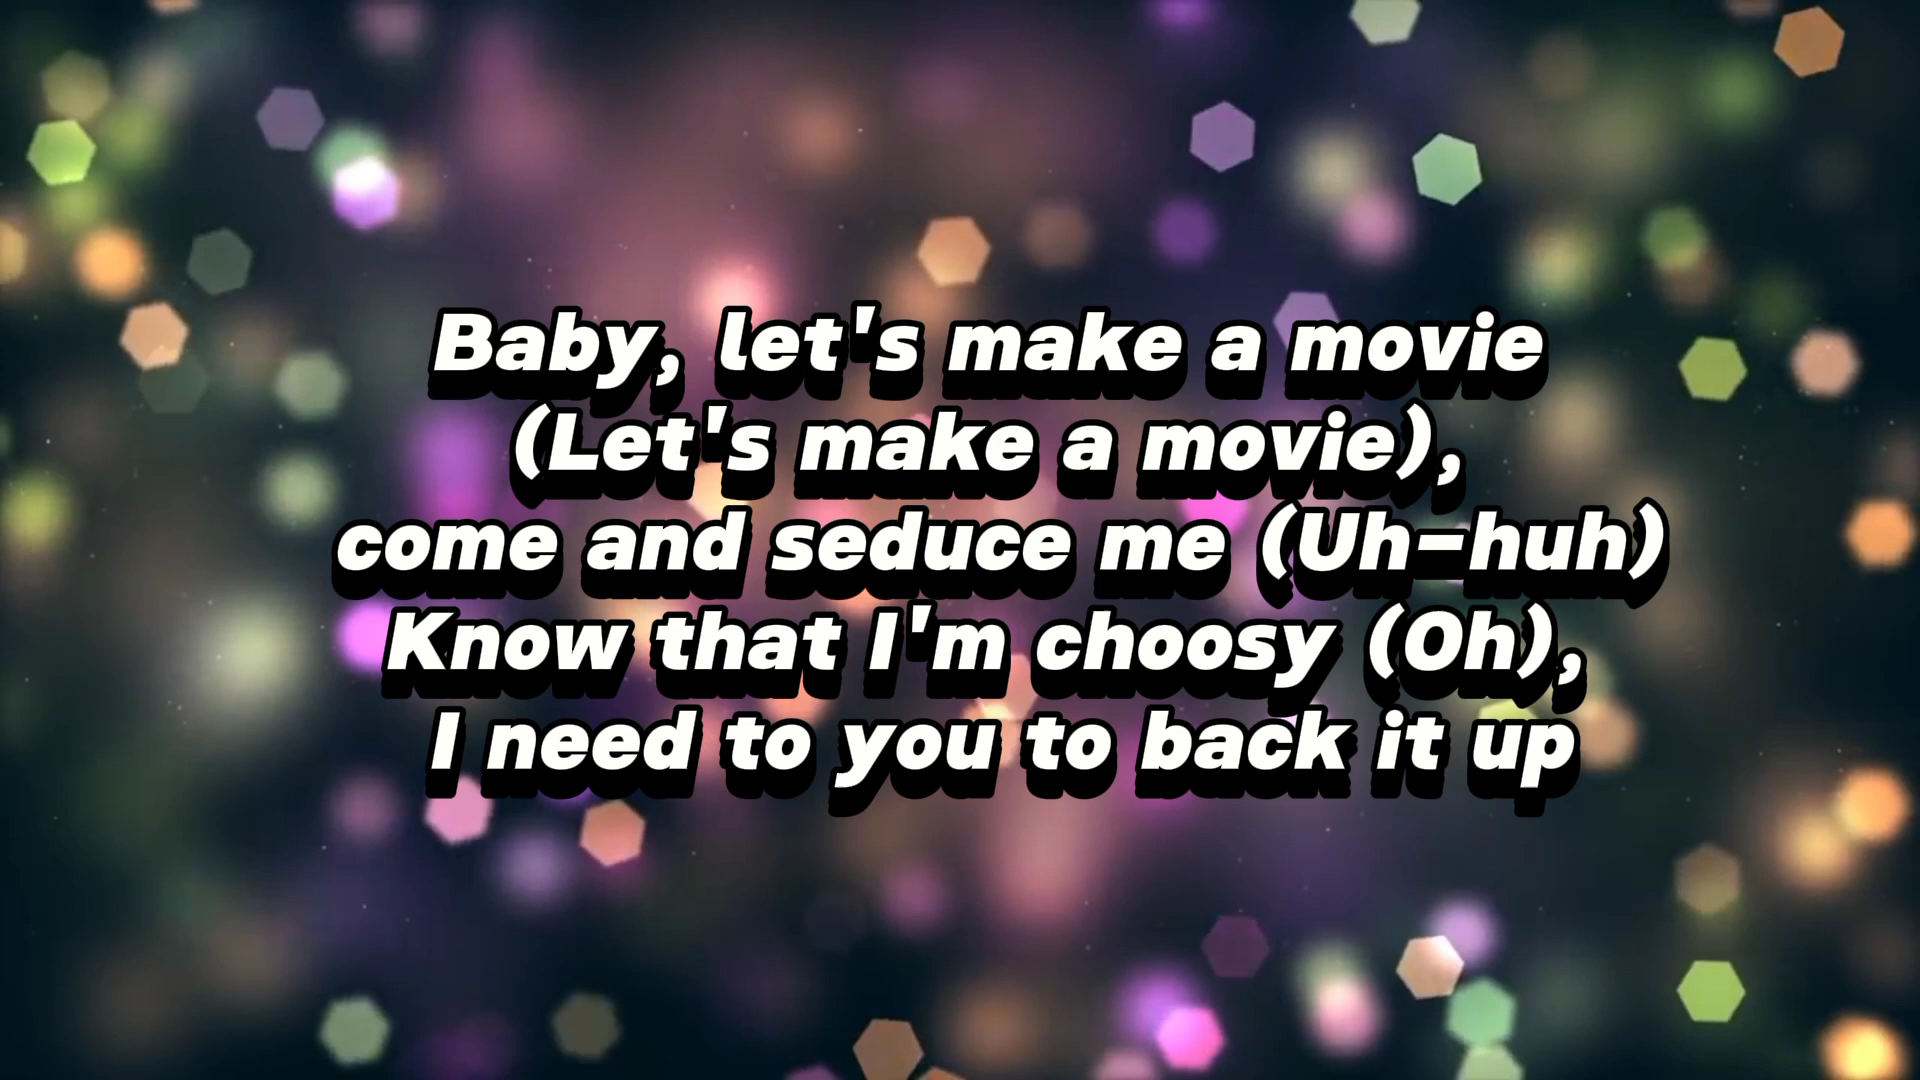 Baby, let's make a movie
(Let's make a movie),
come and seduce me (Uh-huh)
Know that I'm choosy (Oh),
I need to you to back it up